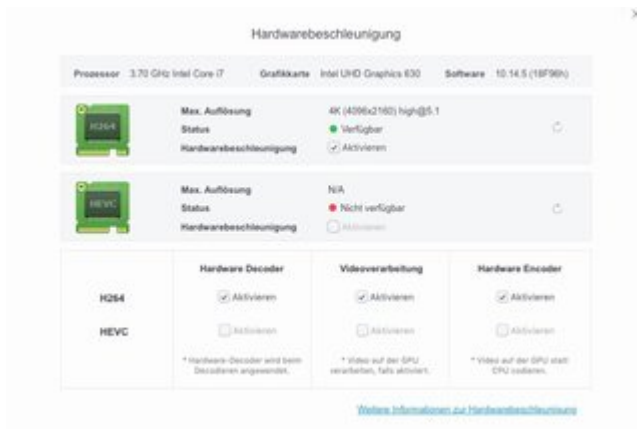 Hardwarebeschleunigung
Prozessor 3.70 GHz Intel Core i7 Grafikkarte Intel UHD Graphics 630 Software 10.14.5 (18F96h)
H264
Max. Auflösung 4K (4096x2160) high@5.1
Status Verfügbar
Hardwarebeschleunigung Aktivieren
HEVC
Max. Auflösung N/A
Status Nicht verfügbar
Hardwarebeschleunigung Aktivieren
Hardware Decoder Videoverarbeitung Hardware Encoder
H264 Aktivieren Aktivieren Aktivieren
HEVC Aktivieren Aktivieren Aktivieren
* Hardware-Decoder wird beim * Video auf der GPU * Video auf der GPU statt
Decodieren angewendet. verarbeiten, falls aktiviert. CPU codieren.
Weitere Informationen zur Hardwarebeschleunigung